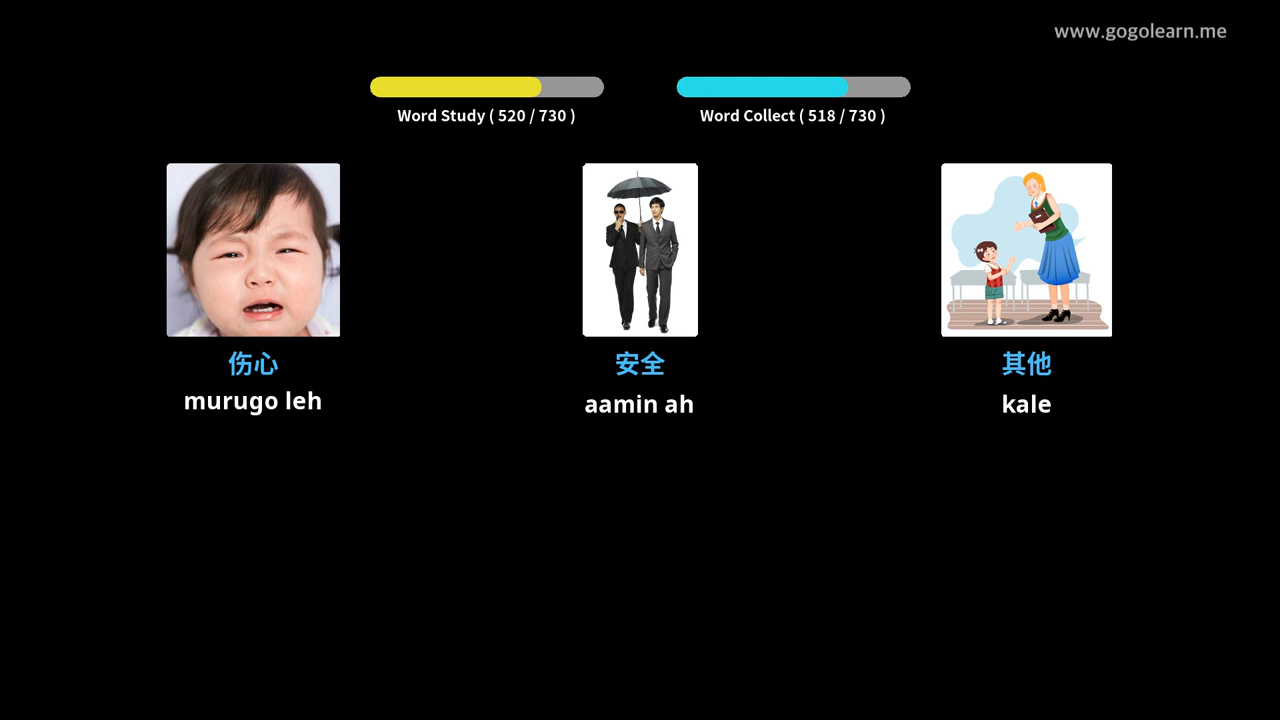 www.gogolearn.me
Word Study ( 520 / 730 )
Word Collect ( 518 / 730 )
伤心
murugo leh
安全
aamin ah
其他
kale